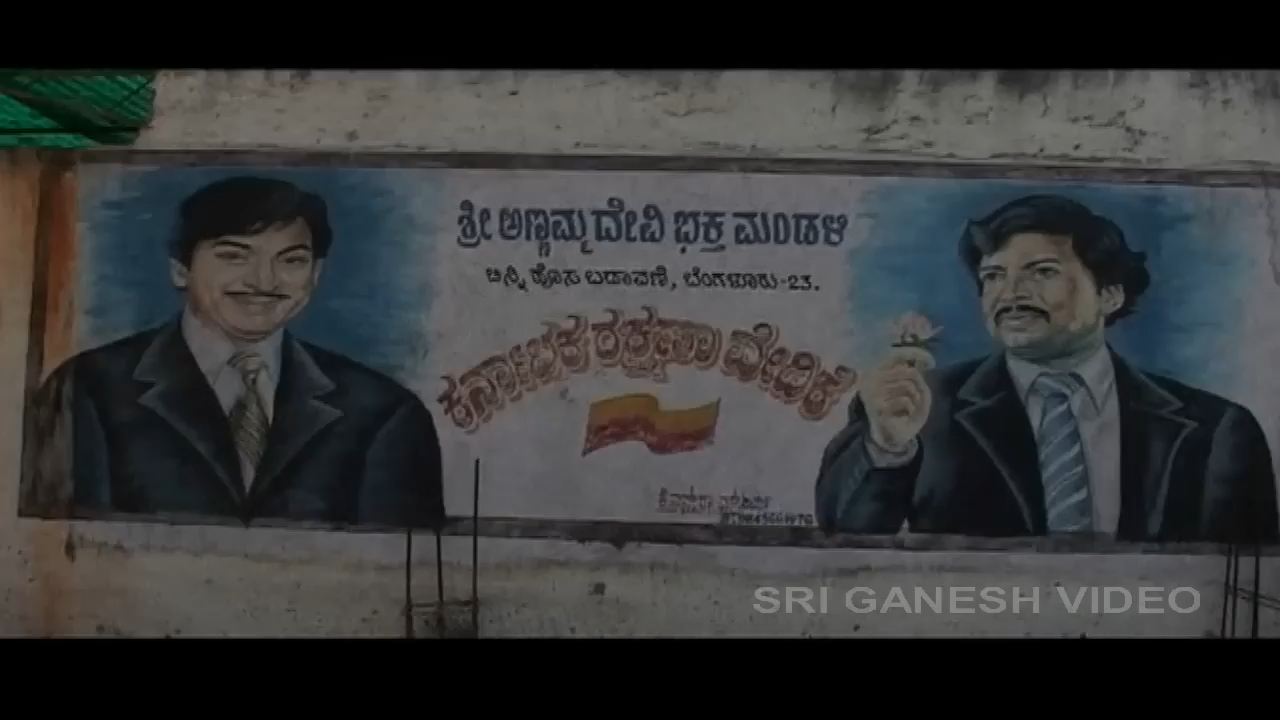 ಶ್ರೀ ಅಣ್ಣಮ್ಮದೇವಿ ಭಕ್ತ ಮಂಡಳಿ
ಹೊಸ ಬಡಾವಣೆ, ಬೆಂಗಳೂರು-23.
ಕರ್ನಾಟಕ ರಕ್ಷಣಾ ವೇದಿಕೆ
SRI GANESH VIDEO